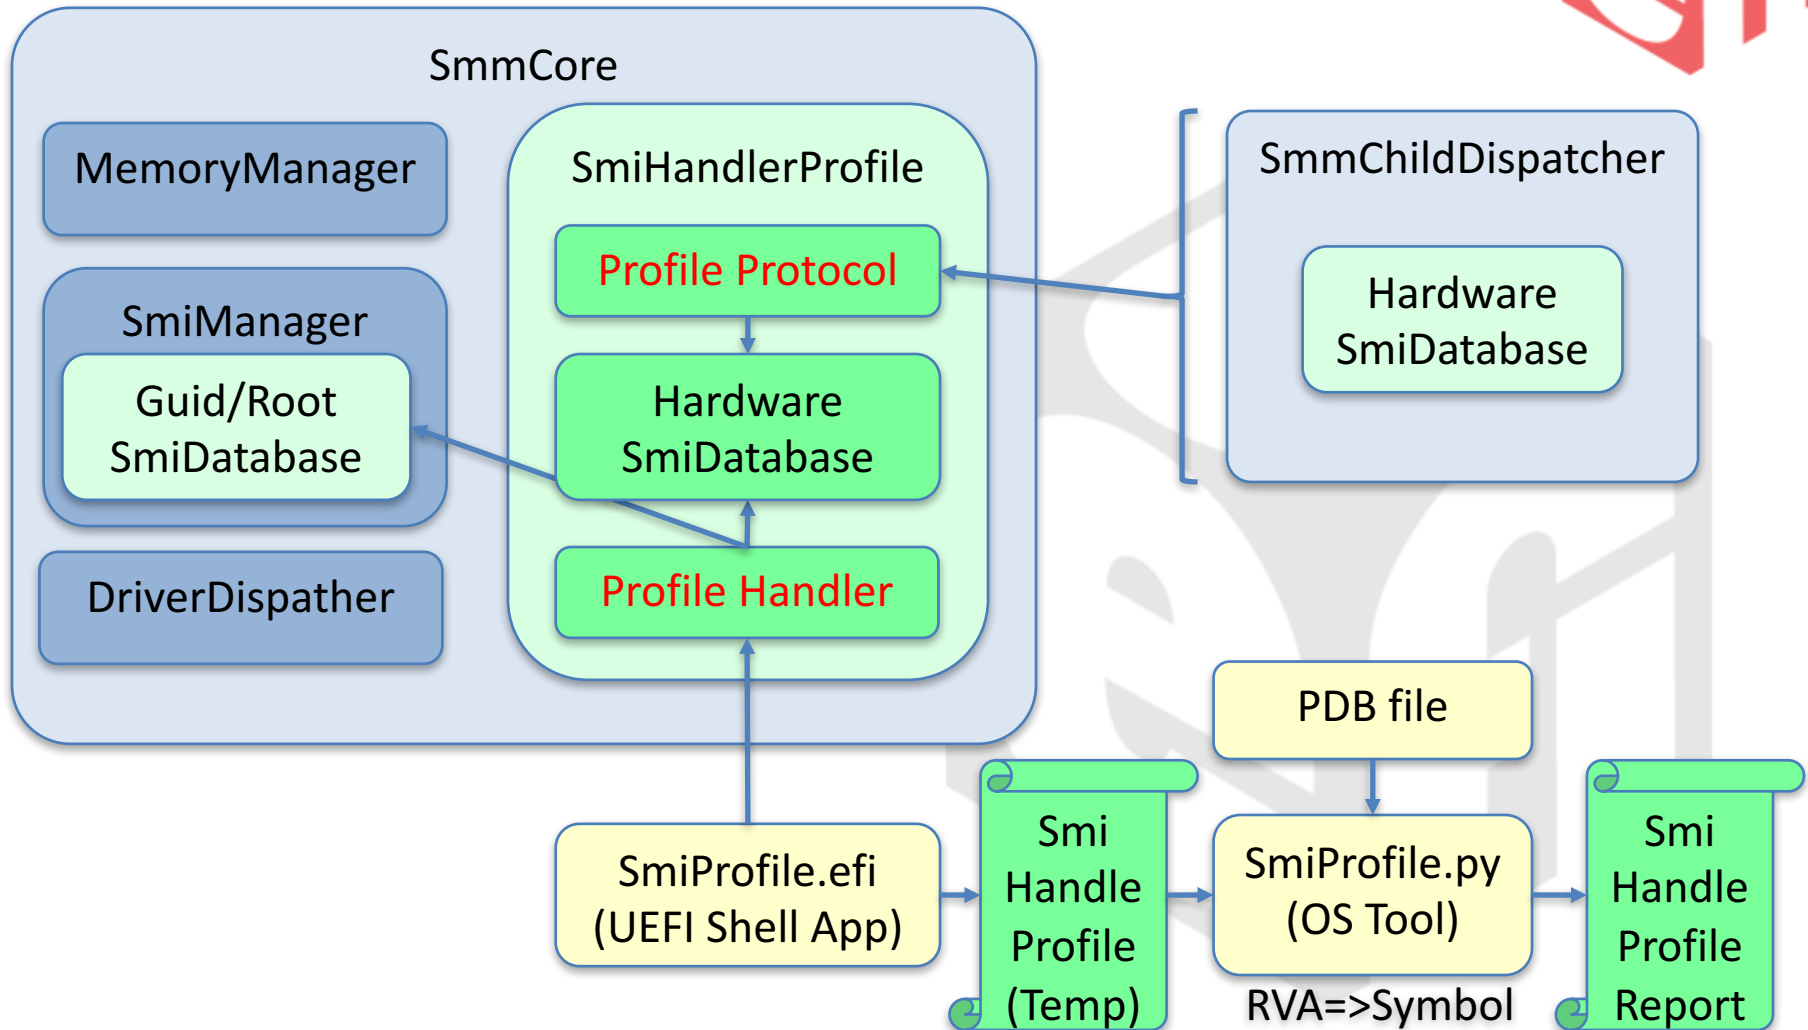 SmmCore
MemoryManager
SmiManager
Guid/Root
SmiDatabase
DriverDispather
SmiHandlerProfile
Profile Protocol
Hardware
SmiDatabase
Profile Handler
SmmChildDispatcher
Hardware
SmiDatabase
PDB file
SmiProfile.efi
(UEFI Shell App)
Smi
Handle
Profile
(Temp)
SmiProfile.py
(OS Tool)
RVA=>Symbol
Smi
Handle
Profile
Report